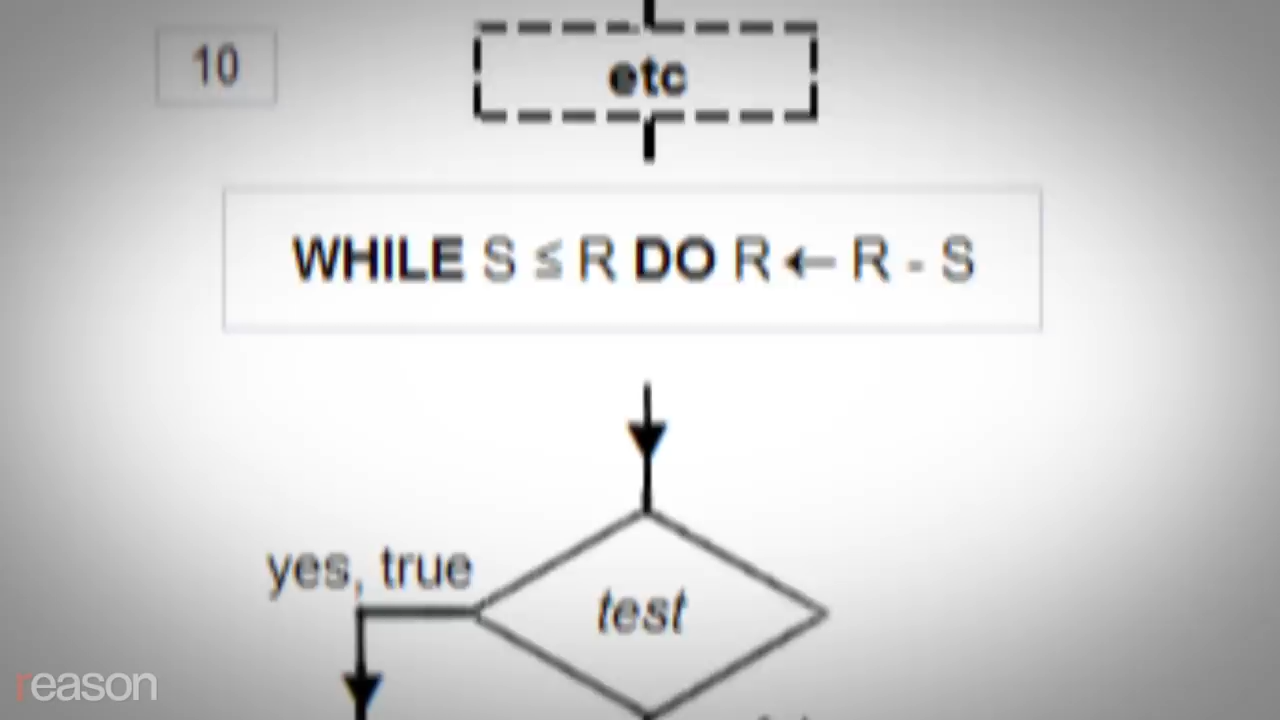 10
etc
WHILE S ≤ R DO R ← R - S
yes, true
test
reason